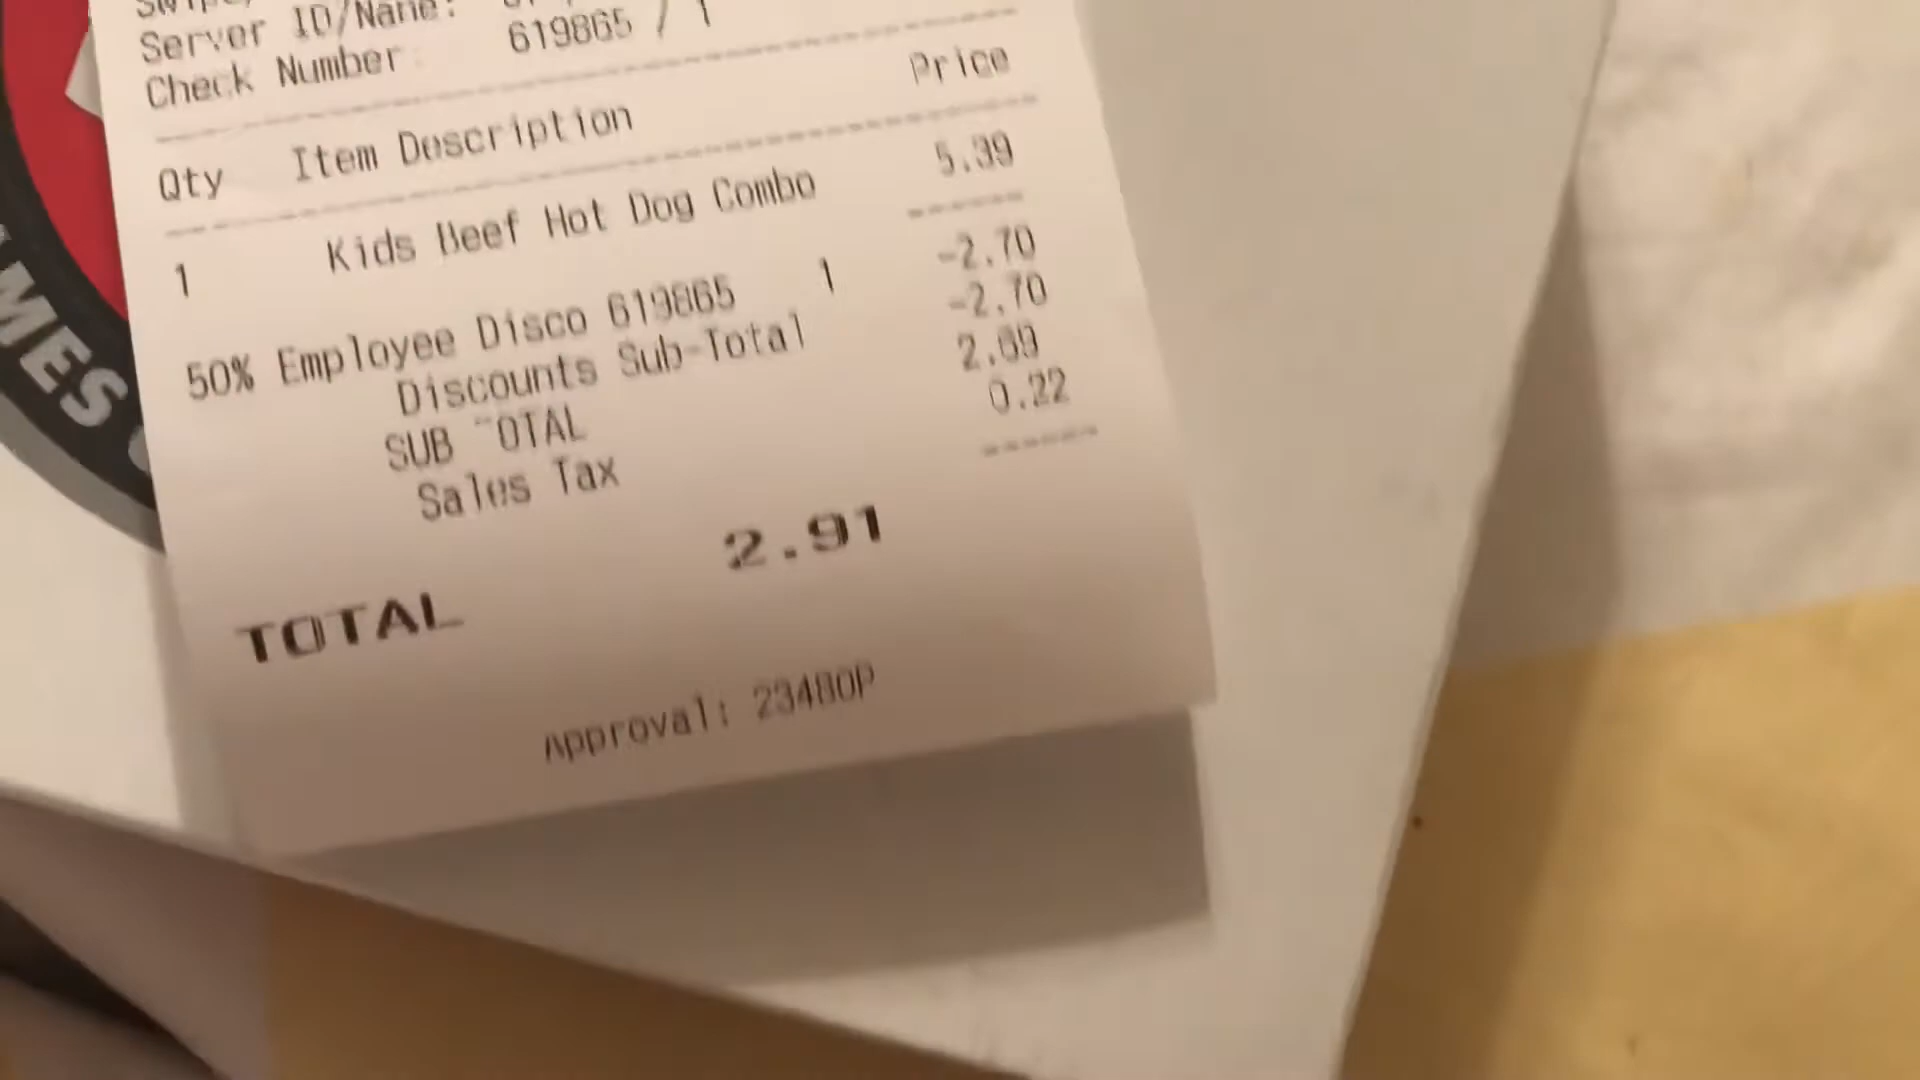 Server ID/Name:
Check Number: 619865 / 1
Qty Item Description Price
1 Kids Beef Hot Dog Combo 5.39
50% Employee Disco 619865 1 -2.70
Discounts Sub-Total -2.70
SUB TOTAL 2.69
Sales Tax 0.22
TOTAL 2.91
Approval: 23480P
MES